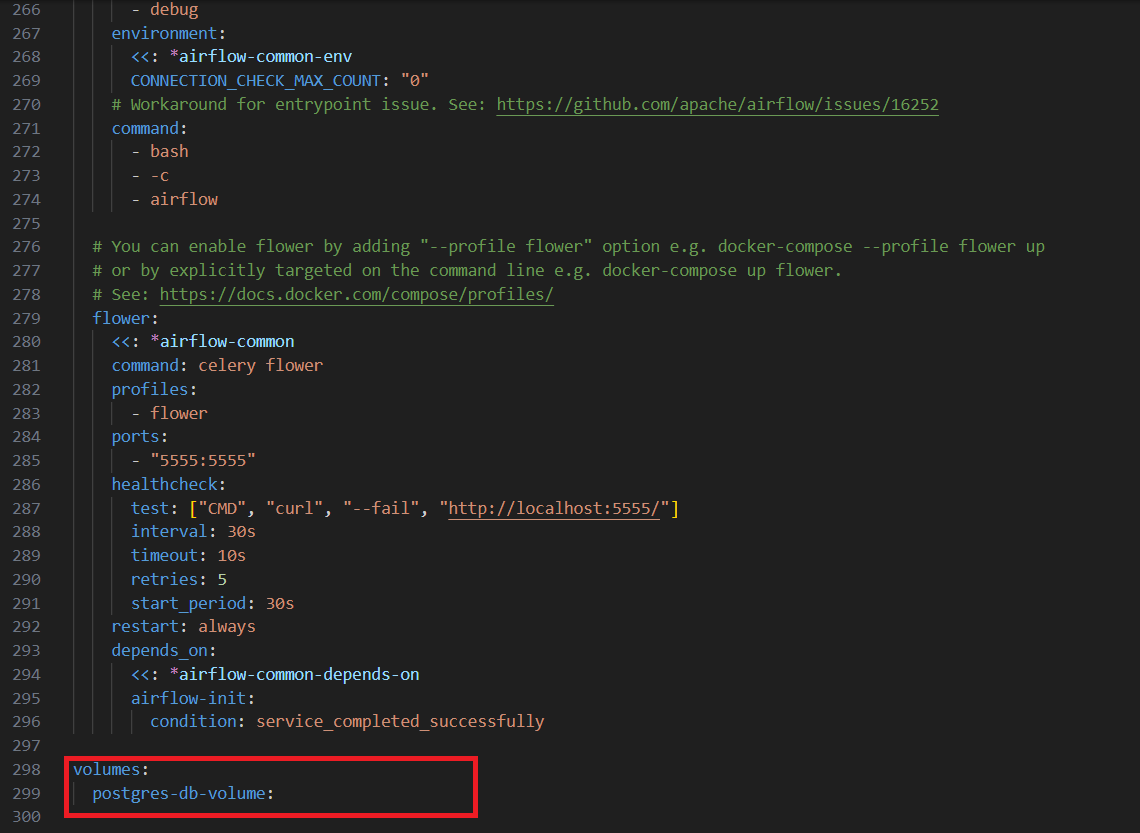 266 - debug
267 environment:
268 <<: *airflow-common-env
269 CONNECTION_CHECK_MAX_COUNT: "0"
270 # Workaround for entrypoint issue. See: https://github.com/apache/airflow/issues/16252
271 command:
272 - bash
273 - -c
274 - airflow
275
276 # You can enable flower by adding "--profile flower" option e.g. docker-compose --profile flower up
277 # or by explicitly targeted on the command line e.g. docker-compose up flower.
278 # See: https://docs.docker.com/compose/profiles/
279 flower:
280 <<: *airflow-common
281 command: celery flower
282 profiles:
283 - flower
284 ports:
285 - "5555:5555"
286 healthcheck:
287 test: ["CMD", "curl", "--fail", "http://localhost:5555/"]
288 interval: 30s
289 timeout: 10s
290 retries: 5
291 start_period: 30s
292 restart: always
293 depends_on:
294 <<: *airflow-common-depends-on
295 airflow-init:
296 condition: service_completed_successfully
297
298 volumes:
299 postgres-db-volume:
300